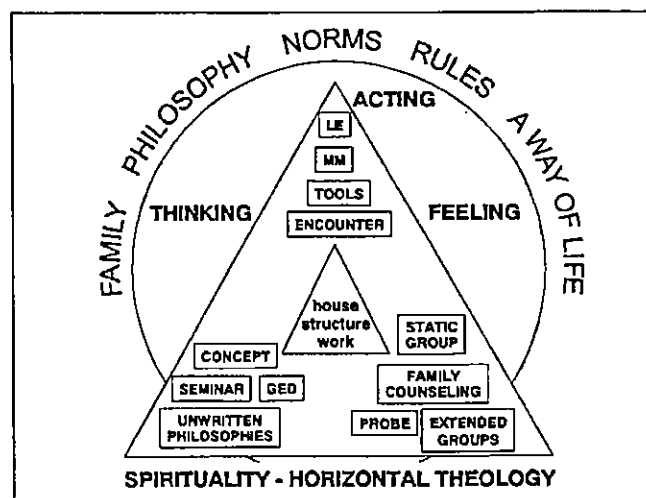 FAMILY PHILOSOPHY NORMS RULES A WAY OF LIFE
ACTING
LE
MM
TOOLS
ENCOUNTER
THINKING
FEELING
house
structure
work
CONCEPT
SEMINAR
GED
UNWRITTEN
PHILOSOPHIES
STATIC
GROUP
FAMILY
COUNSELING
PROBE
EXTENDED
GROUPS
SPIRITUALITY - HORIZONTAL THEOLOGY